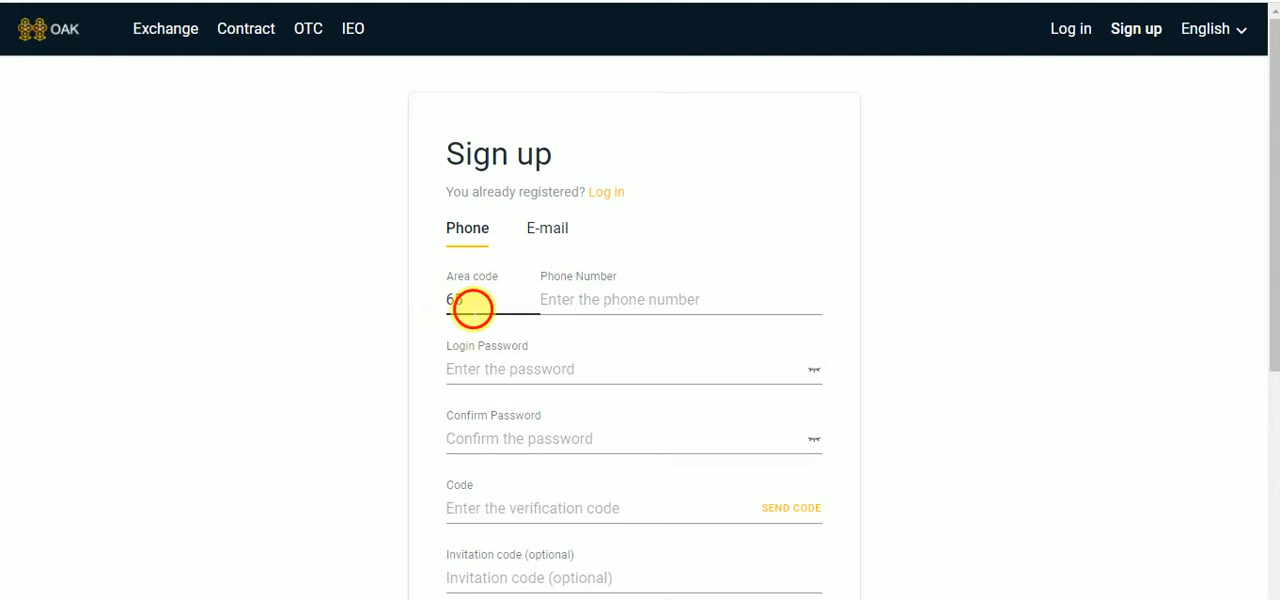 OAK Exchange Contract OTC IEO Log in Sign up English
Sign up
You already registered? Log in
Phone E-mail
Area code Phone Number
Enter the phone number
Login Password
Enter the password
Confirm Password
Confirm the password
Code
Enter the verification code SEND CODE
Invitation code (optional)
Invitation code (optional)